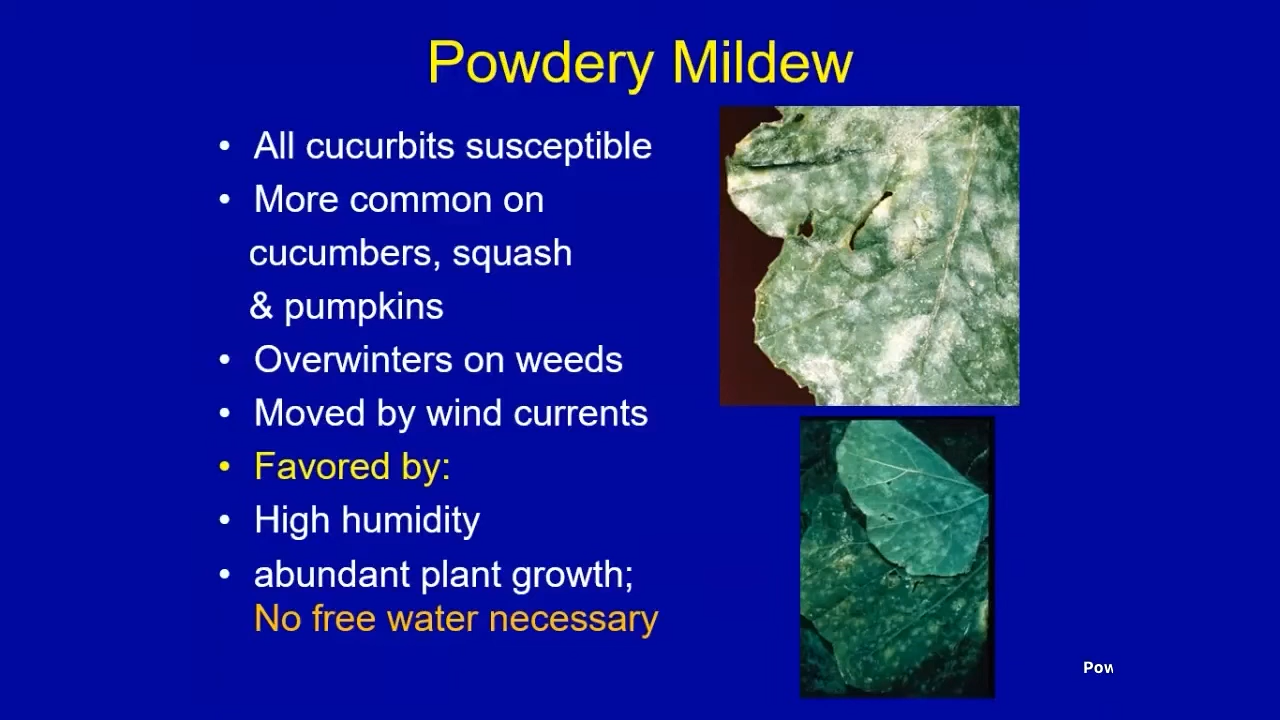 Powdery Mildew
• All cucurbits susceptible
• More common on
cucumbers, squash
& pumpkins
• Overwinters on weeds
• Moved by wind currents
• Favored by:
• High humidity
• abundant plant growth;
No free water necessary
Pow